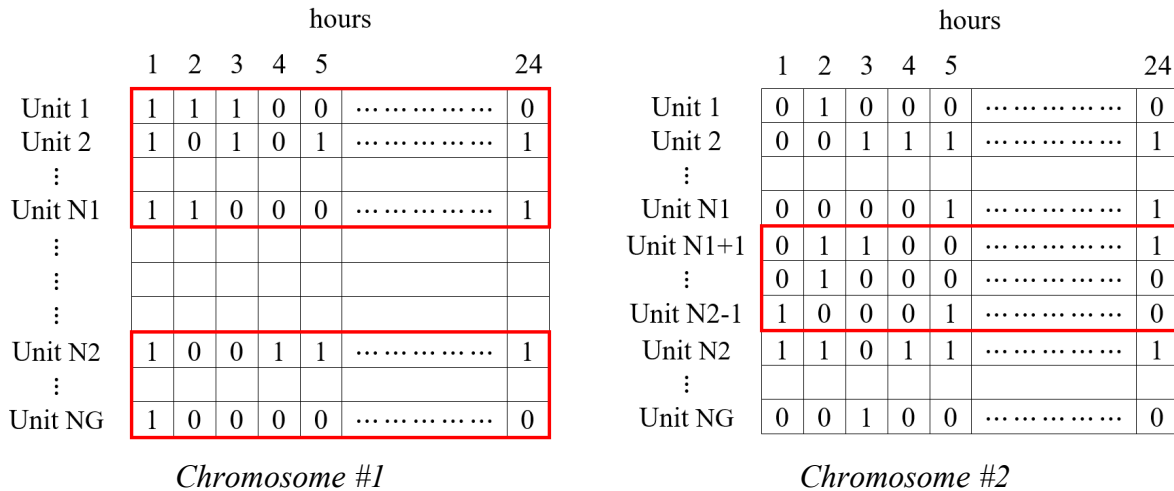 hours
1 2 3 4 5 24
Unit 1 1 1 1 0 0 ⋯⋯⋯⋯⋯ 0
Unit 2 1 0 1 0 1 ⋯⋯⋯⋯⋯ 1
⋮
Unit N1 1 1 0 0 0 ⋯⋯⋯⋯⋯ 1
⋮
⋮
⋮
Unit N2 1 0 0 1 1 ⋯⋯⋯⋯⋯ 1
⋮
Unit NG 1 0 0 0 0 ⋯⋯⋯⋯⋯ 0
Chromosome #1
hours
1 2 3 4 5 24
Unit 1 0 1 0 0 0 ⋯⋯⋯⋯⋯ 0
Unit 2 0 0 1 1 1 ⋯⋯⋯⋯⋯ 1
⋮
Unit N1 0 0 0 0 1 ⋯⋯⋯⋯⋯ 1
Unit N1+1 0 1 1 0 0 ⋯⋯⋯⋯⋯ 1
⋮ 0 1 0 0 0 ⋯⋯⋯⋯⋯ 0
Unit N2-1 1 0 0 0 1 ⋯⋯⋯⋯⋯ 0
Unit N2 1 1 0 1 1 ⋯⋯⋯⋯⋯ 1
⋮
Unit NG 0 0 1 0 0 ⋯⋯⋯⋯⋯ 0
Chromosome #2